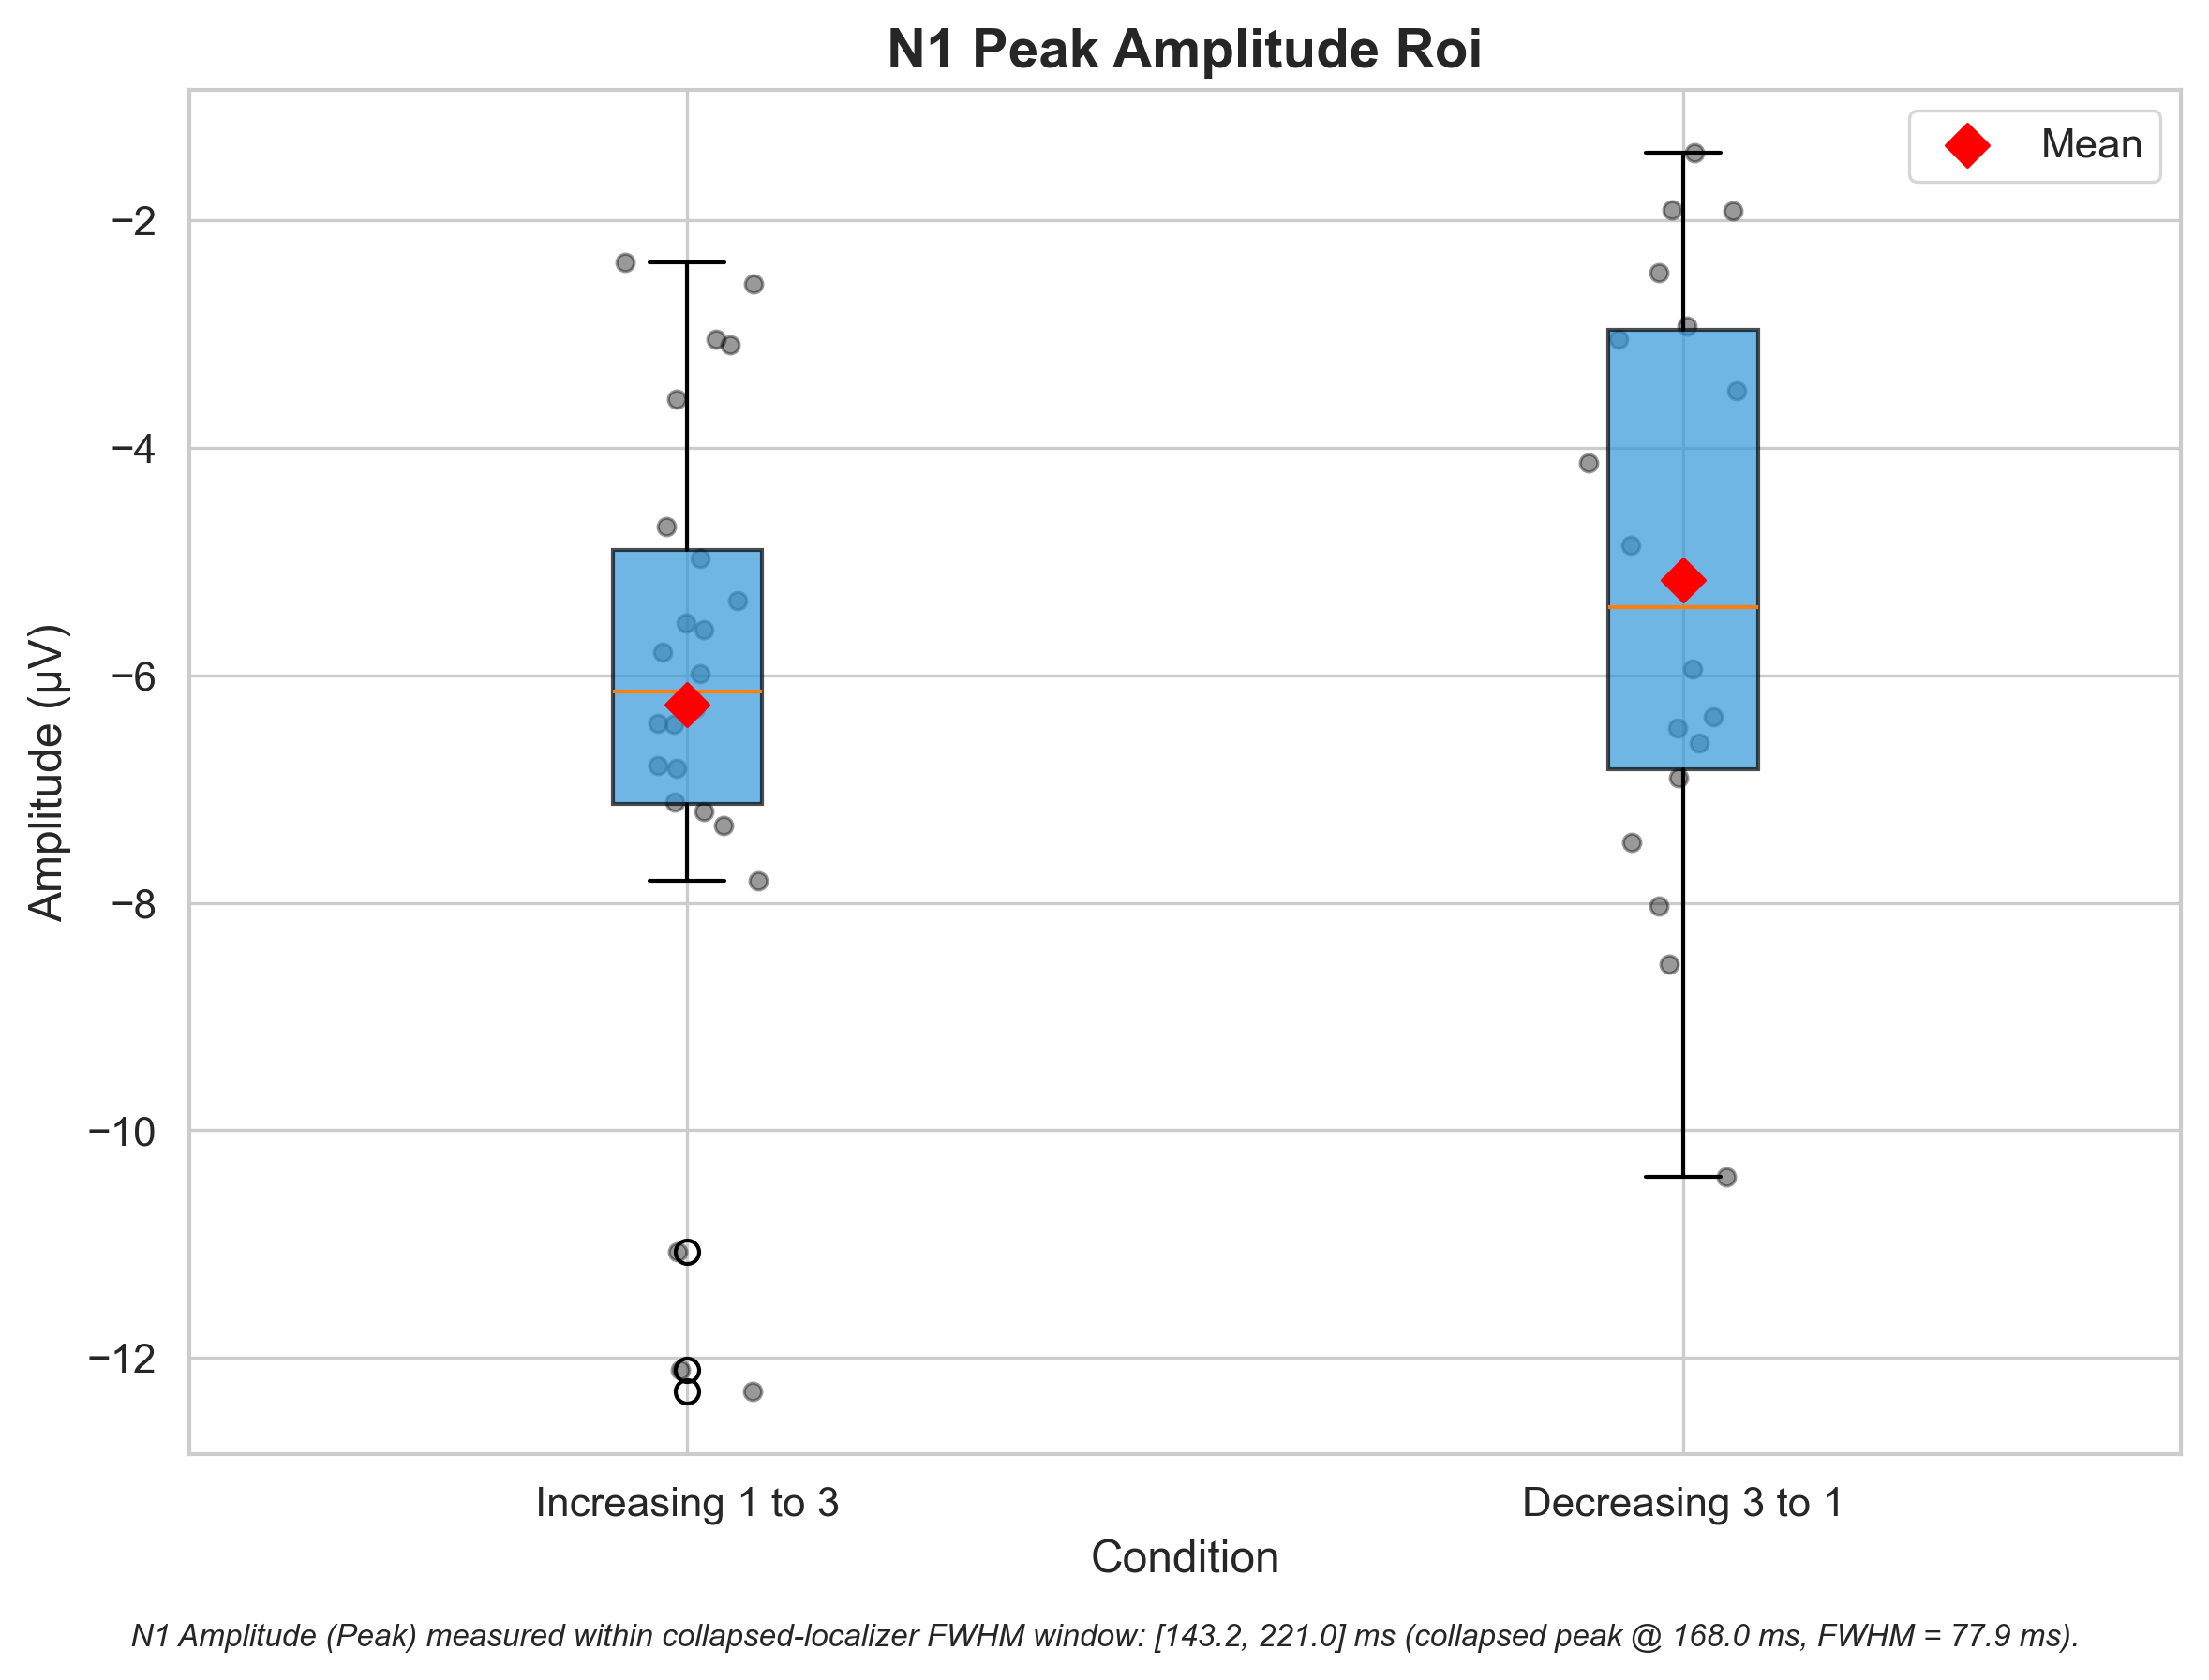 N1 Peak Amplitude Roi
Mean
−2
−4
−6
−8
−10
−12
Amplitude (µV)
Increasing 1 to 3
Decreasing 3 to 1
Condition
N1 Amplitude (Peak) measured within collapsed-localizer FWHM window: [143.2, 221.0] ms (collapsed peak @ 168.0 ms, FWHM = 77.9 ms).